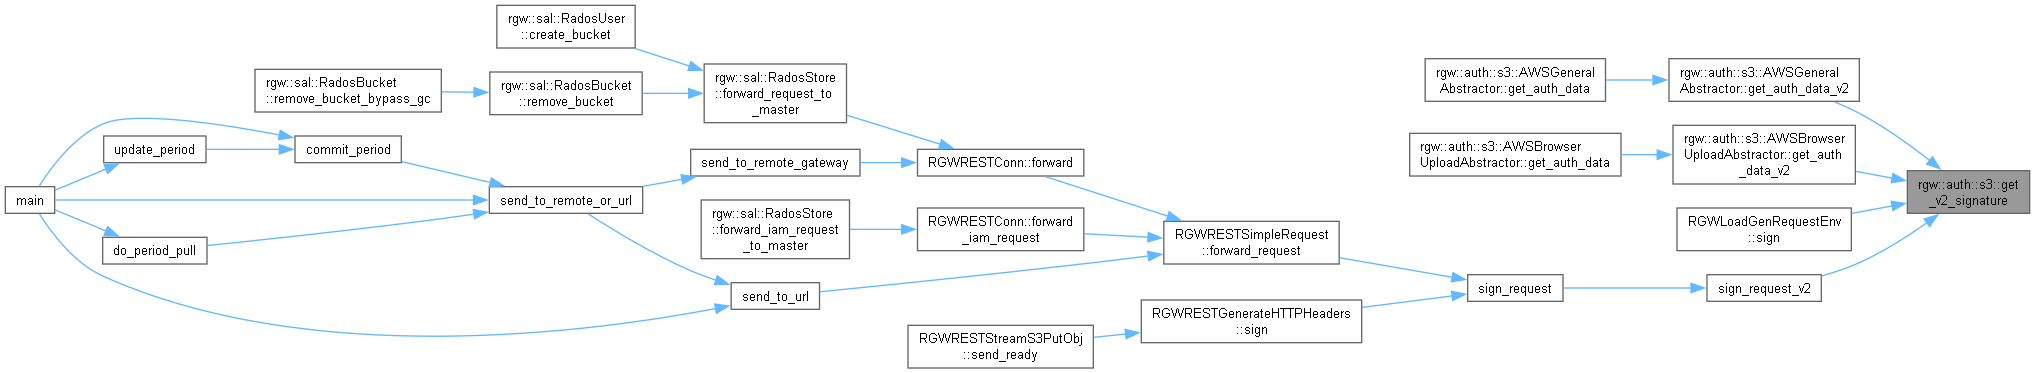 rgw::sal::RadosUser
::create_bucket
rgw::sal::RadosBucket
::remove_bucket_bypass_gc
rgw::sal::RadosBucket
::remove_bucket
rgw::sal::RadosStore
::forward_request_to
_master
rgw::auth::s3::AWSGeneral
Abstractor::get_auth_data
rgw::auth::s3::AWSGeneral
Abstractor::get_auth_data_v2
update_period
commit_period
send_to_remote_gateway
RGWRESTConn::forward
rgw::auth::s3::AWSBrowser
UploadAbstractor::get_auth_data
rgw::auth::s3::AWSBrowser
UploadAbstractor::get_auth
_data_v2
main
send_to_remote_or_url
rgw::auth::s3::get
_v2_signature
do_period_pull
rgw::sal::RadosStore
::forward_iam_request
_to_master
RGWRESTConn::forward
_iam_request
RGWRESTSimpleRequest
::forward_request
RGWLoadGenRequestEnv
::sign
send_to_url
sign_request
sign_request_v2
RGWRESTGenerateHTTPHeaders
::sign
RGWRESTStreamS3PutObj
::send_ready